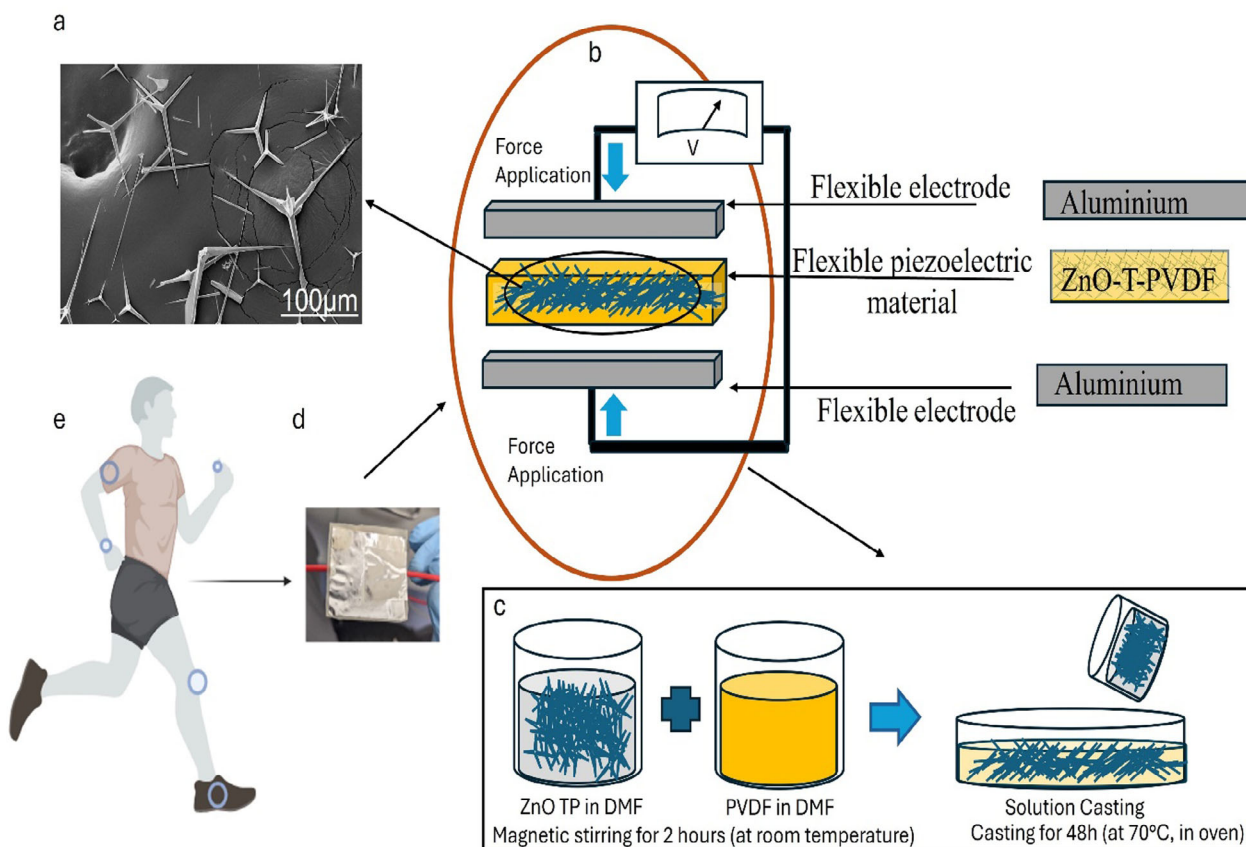 a
100µm
b
V
Force
Application
Flexible electrode
Aluminium
Flexible piezoelectric
material
ZnO-T-PVDF
Flexible electrode
Aluminium
Force
Application
e
d
c
ZnO TP in DMF
PVDF in DMF
Magnetic stirring for 2 hours (at room temperature)
Solution Casting
Casting for 48h (at 70ºC, in oven)